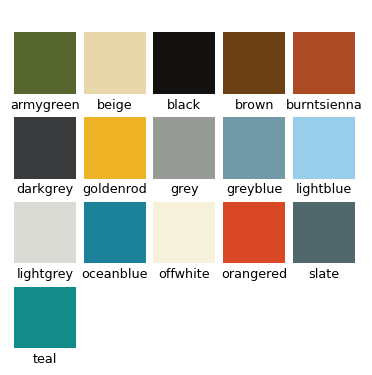 armygreen beige black brown burntsienna
darkgrey goldenrod grey greyblue lightblue
lightgrey oceanblue offwhite orangered slate
teal